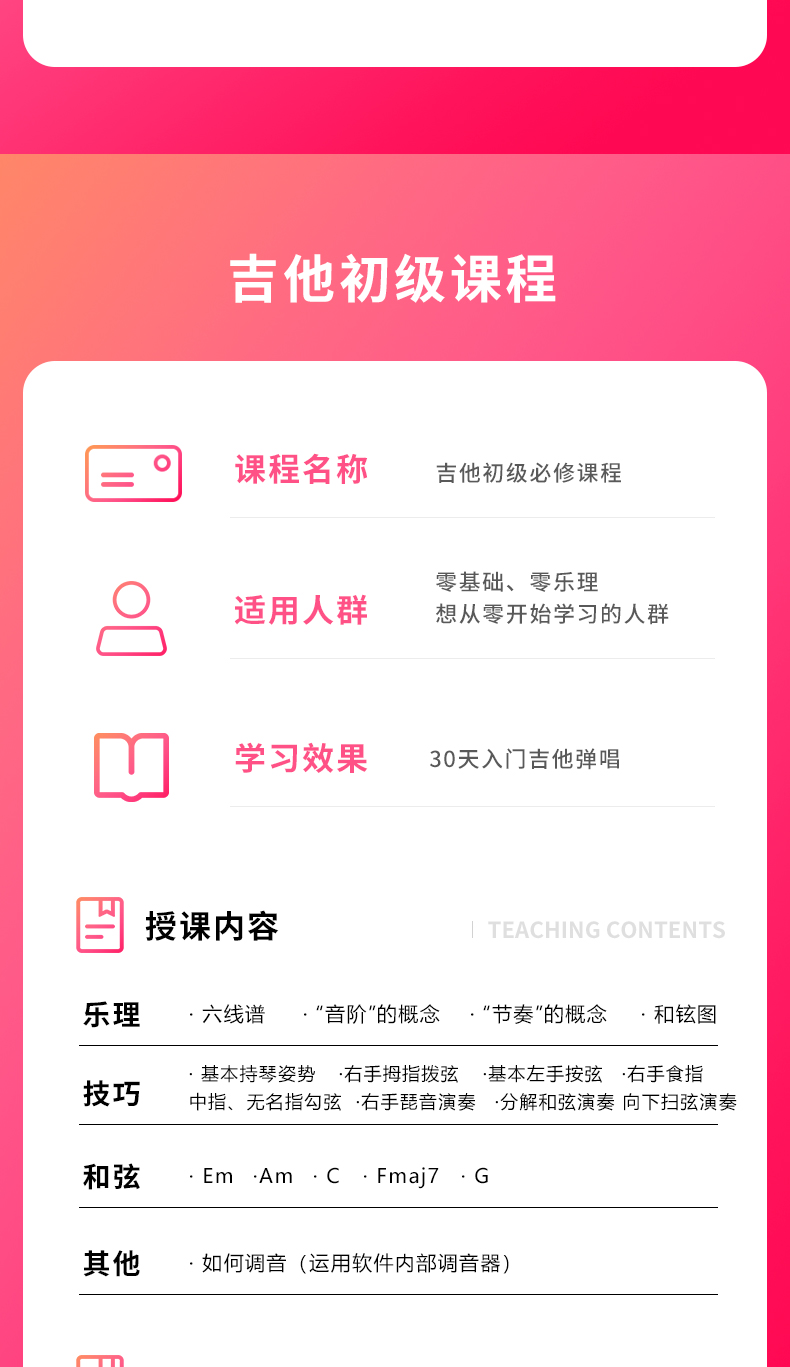 吉他初级课程
课程名称 吉他初级必修课程
适用人群 零基础、零乐理
想从零开始学习的人群
学习效果 30天入门吉他弹唱
授课内容 | TEACHING CONTENTS
乐理 · 六线谱 · “音阶”的概念 · “节奏”的概念 · 和铉图
技巧 · 基本持琴姿势 ·右手拇指拨弦 ·基本左手按弦 ·右手食指
中指、无名指勾弦 ·右手琵音演奏 ·分解和弦演奏 向下扫弦演奏
和弦 · Em ·Am · C · Fmaj7 · G
其他 · 如何调音（运用软件内部调音器）